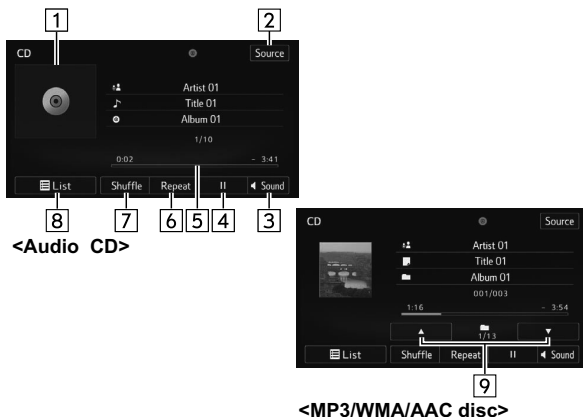 1
2
CD
Source
Artist 01
Title 01
Album 01
1/10
0:02
- 3:41
List
Shuffle
Repeat
Sound
8
7
6
5
4
3
<Audio CD>
CD
Source
Artist 01
Title 01
Album 01
001/003
1:16
- 3:54
1/13
List
Shuffle
Repeat
Sound
9
<MP3/WMA/AAC disc>